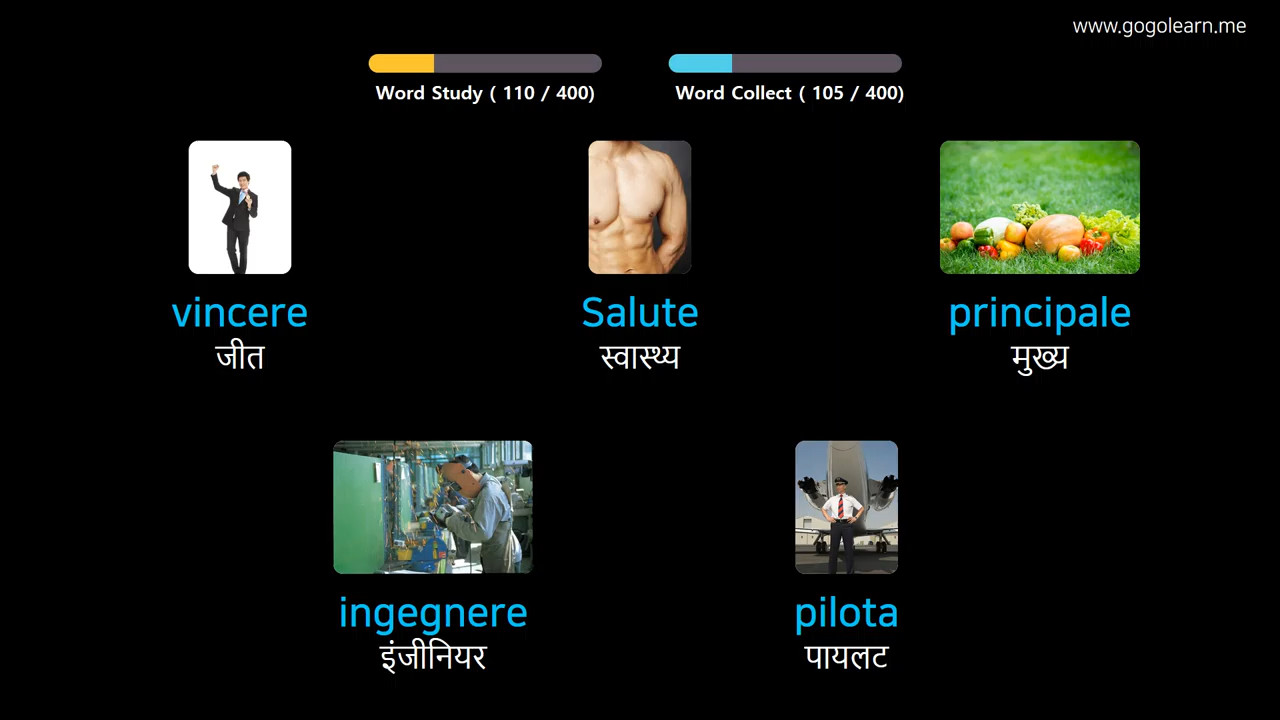 www.gogolearn.me
Word Study ( 110 / 400)
Word Collect ( 105 / 400)
vincere
जीत
Salute
स्वास्थ्य
principale
मुख्य
ingegnere
इंजीनियर
pilota
पायलट